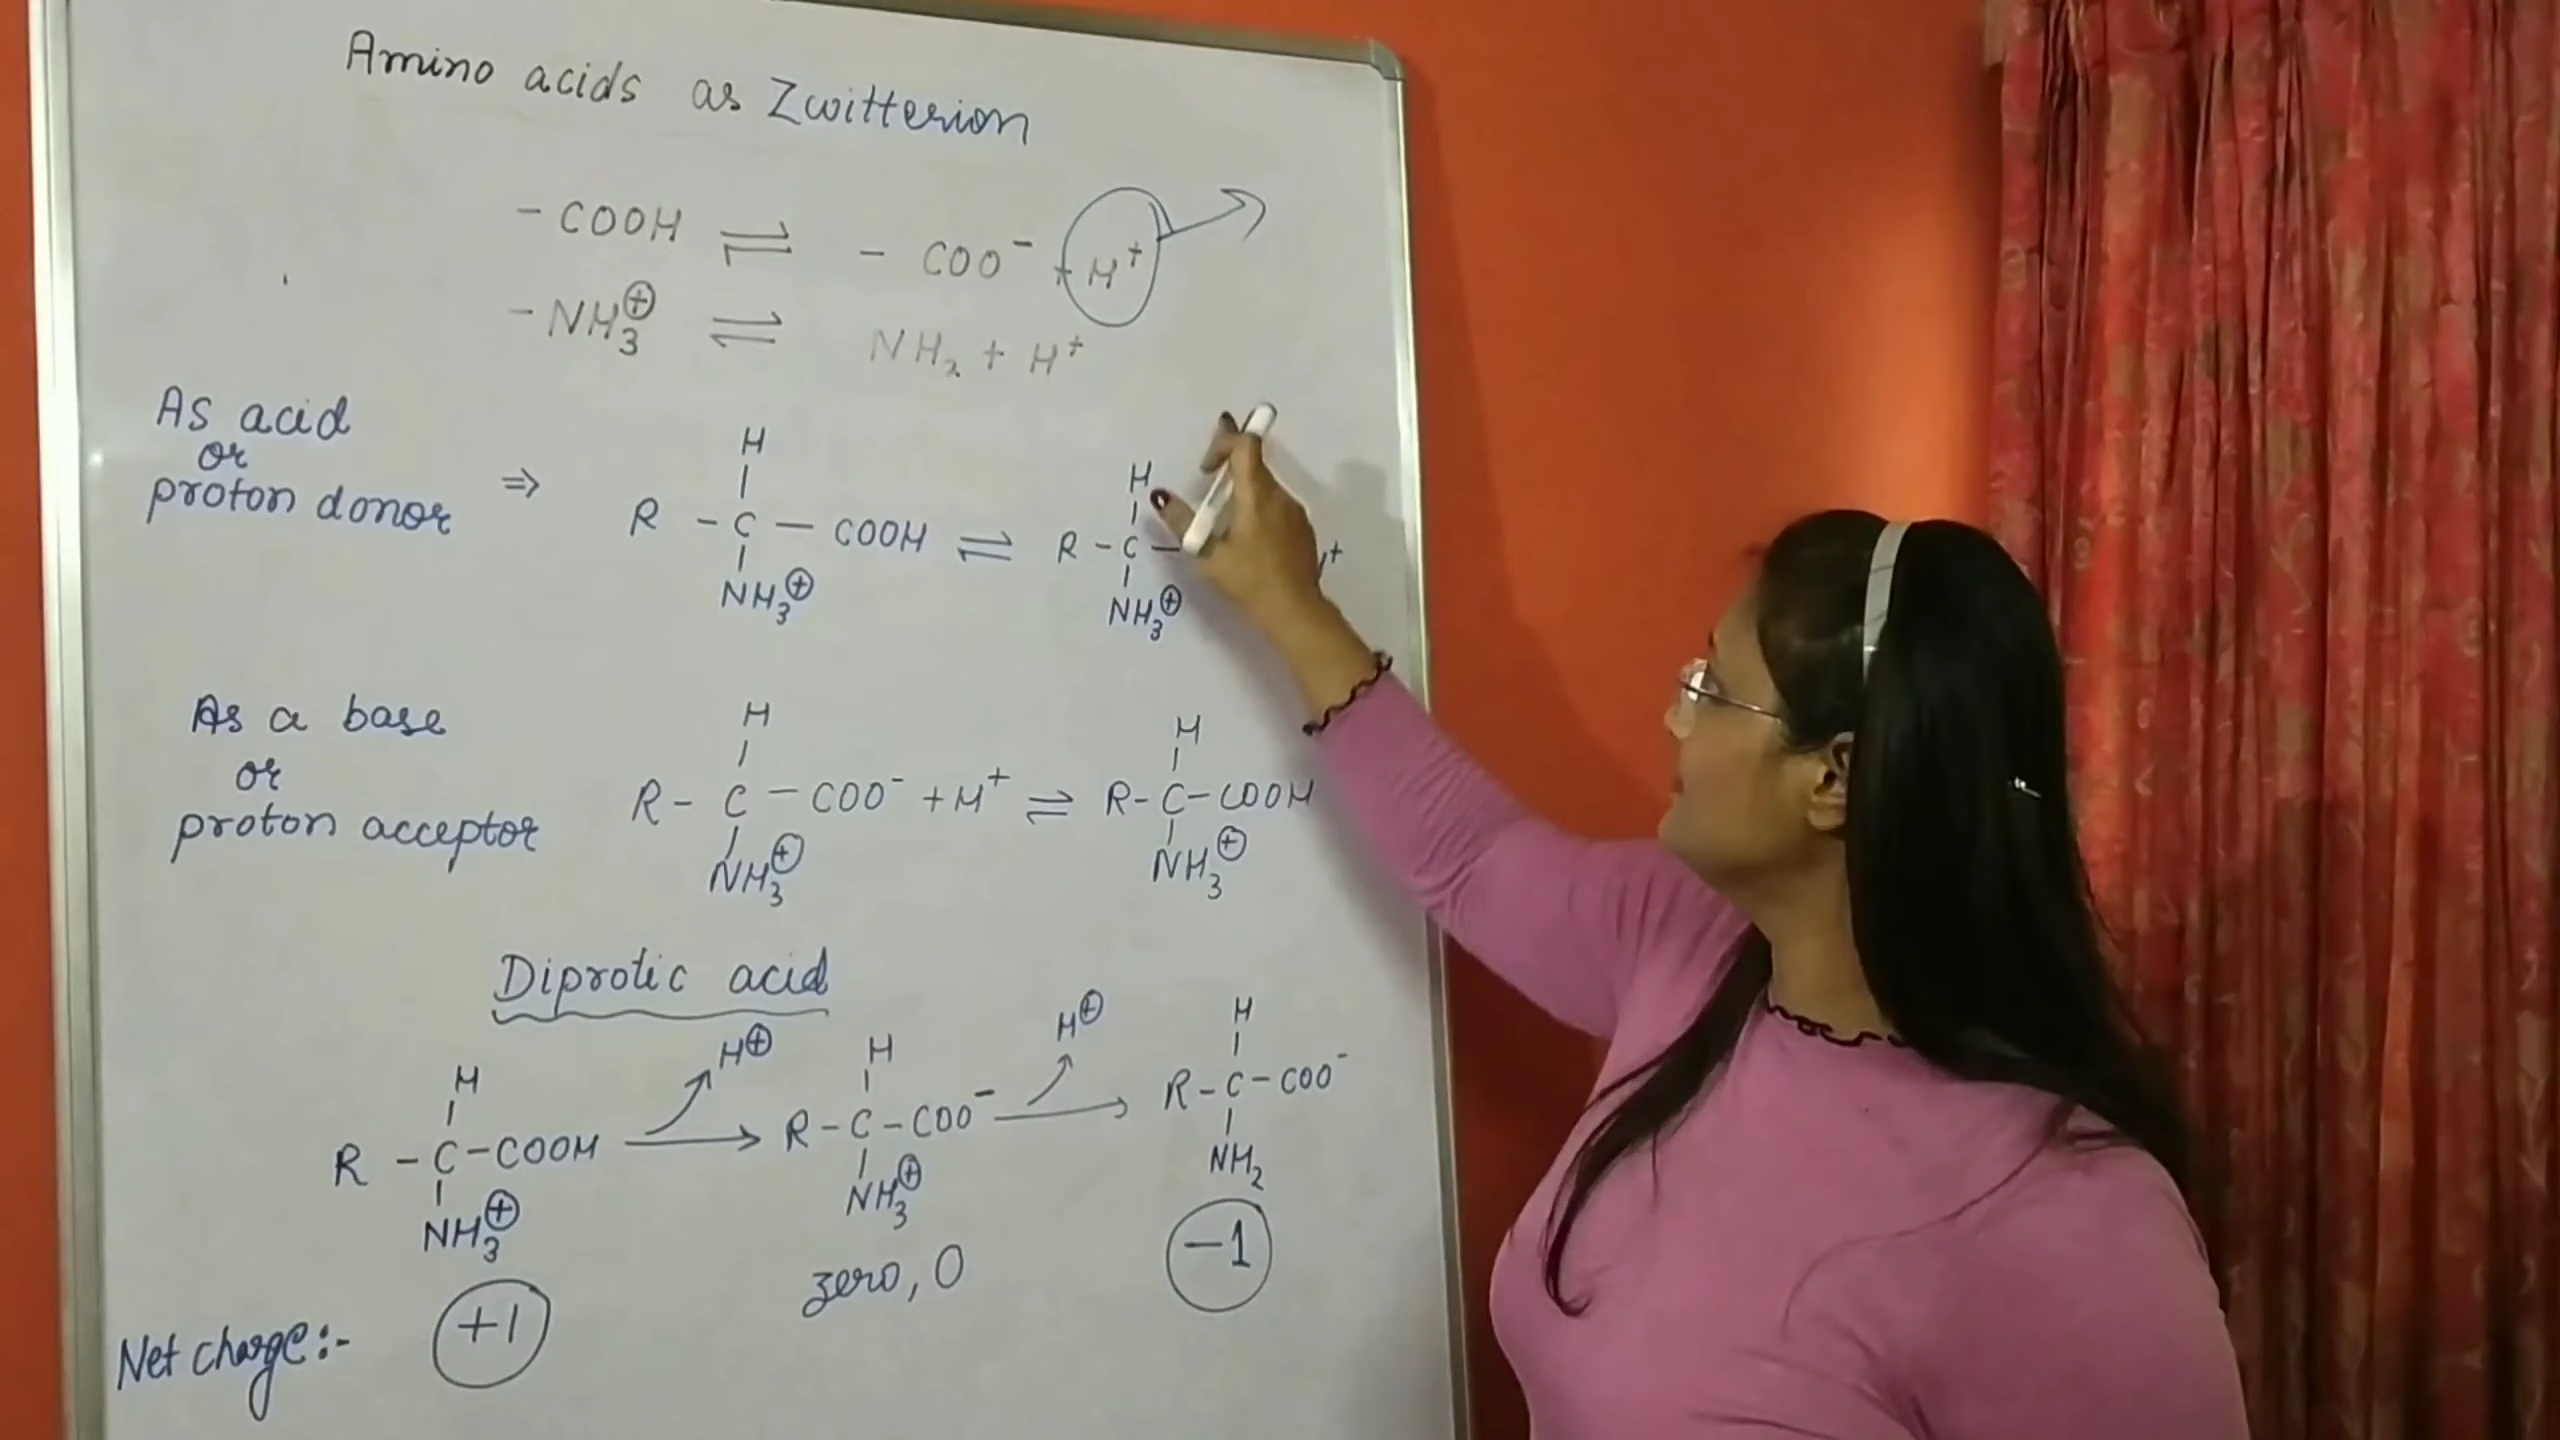 Amino acids as Zwitterion
- COOH ⇌ - COO⁻ + H⁺
- NH₃⊕ ⇌ NH₂ + H⁺
As acid
or
proton donor ⇒
H H
R - C - COOH ⇌ R - C - ⁺
NH₃⊕ NH₃⊕
As a base
or
proton acceptor
H H
R - C - COO⁻ + H⁺ ⇌ R - C - COOH
NH₃⊕ NH₃⊕
Diprotic acid
H⊕ H⊕
H H H
R - C - COOH → R - C - COO⁻ → R - C - COO⁻
NH₃⊕ NH₃⊕ NH₂
Net charge:- +1 zero, 0 -1